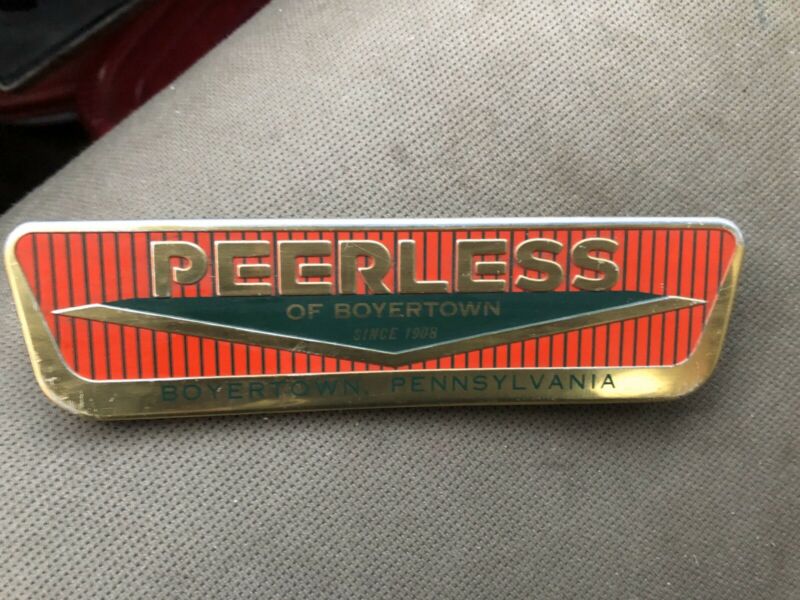 PEERLESS
OF BOYERTOWN
SINCE 1908
BOYERTOWN, PENNSYLVANIA